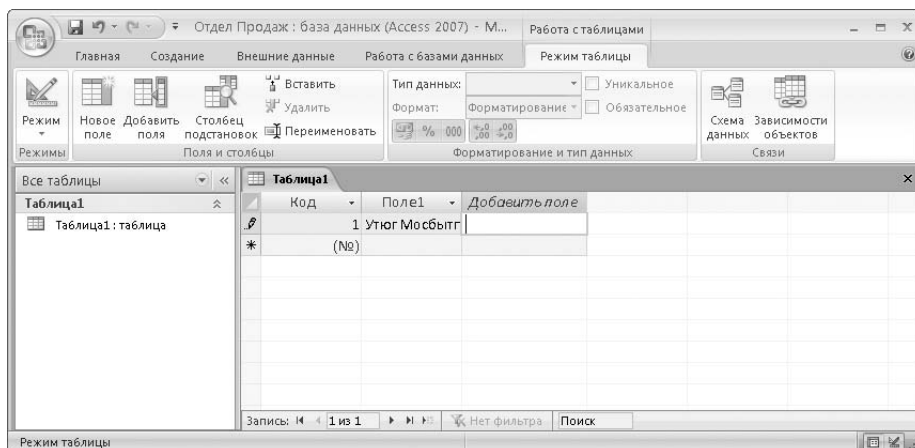 Отдел Продаж : база данных (Access 2007) - М... Работа с таблицами
Главная Создание Внешние данные Работа с базами данных Режим таблицы
Режим
Новое поле
Добавить поля
Столбец подстановок
Вставить
Удалить
Переименовать
Тип данных:
Формат: Форматирование
% 000
Уникальное
Обязательное
Схема данных
Зависимости объектов
Режимы Поля и столбцы Форматирование и тип данных Связи
Все таблицы
Таблица1
Таблица1 : таблица
Таблица1
Код Поле1 Добавить поле
1 Утюг Мосбытг
(№)
Запись: 1 из 1 Нет фильтра Поиск
Режим таблицы